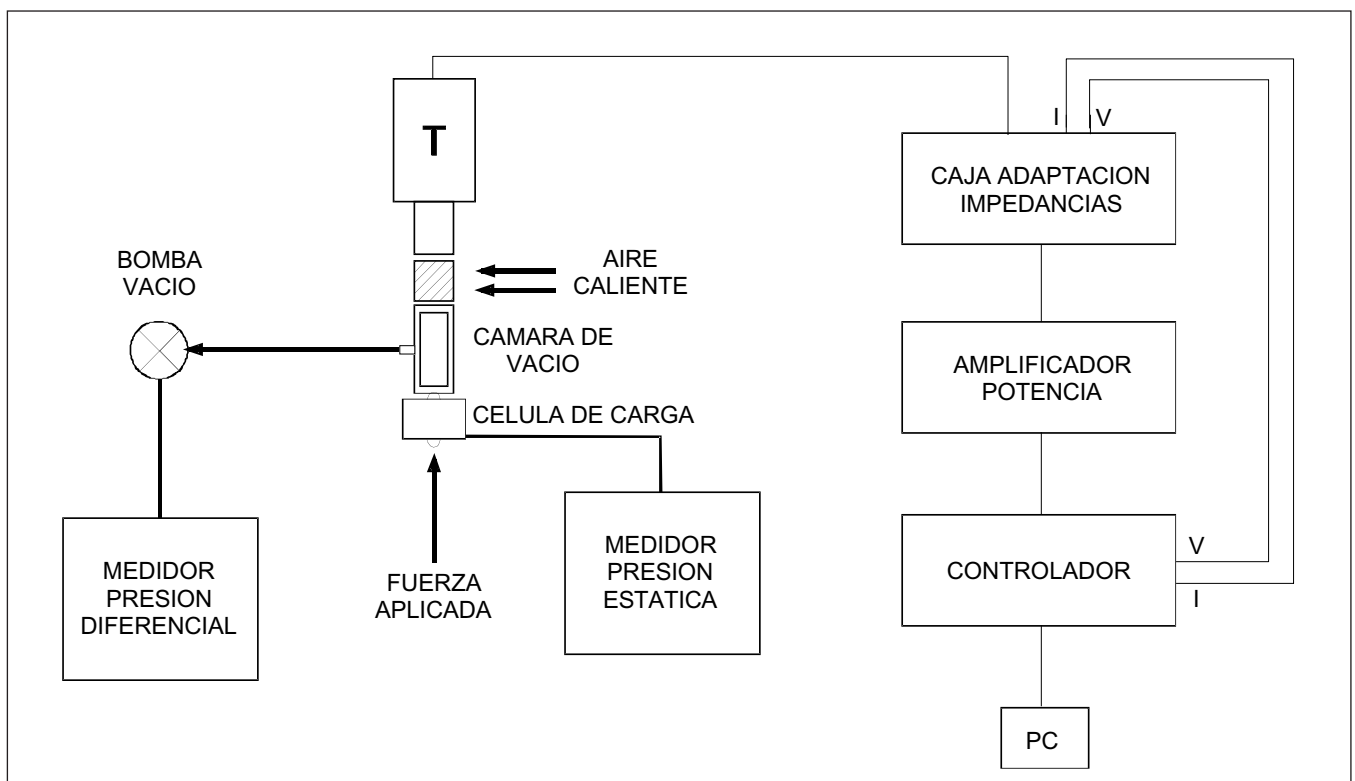 T
I
V
CAJA ADAPTACION
IMPEDANCIAS
BOMBA
VACIO
AIRE
CALIENTE
CAMARA DE
VACIO
AMPLIFICADOR
POTENCIA
CELULA DE CARGA
MEDIDOR
PRESION
DIFERENCIAL
FUERZA
APLICADA
MEDIDOR
PRESIÓN
ESTATICA
CONTROLADOR
V
I
PC